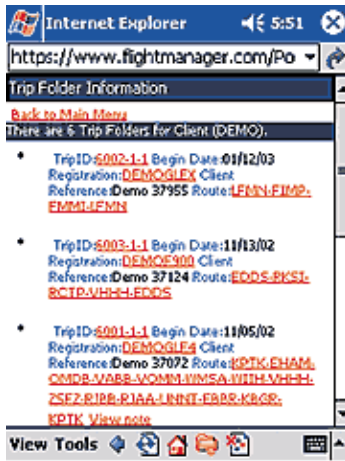 Internet Explorer 5:51
https://www.flightmanager.com/Po
Trip Folder Information
Back to Main Menu
There are 6 Trip Folders for Client (DEMO).
TripID:6002-1-1 Begin Date:01/12/03
Registration:DEMOGLEX Client
Reference:Demo 37955 Route:LFMN-FIMP-
FMMI-LFMN
TripID:6003-1-1 Begin Date:11/13/02
Registration:DEMOF900 Client
Reference:Demo 37124 Route:EDDS-RKSI-
RCTP-VHHH-EDDS
TripID:6001-1-1 Begin Date:11/05/02
Registration:DEMOGLF4 Client
Reference:Demo 37072 Route:KPTK-EHAM-
OMDB-VABB-VOMM-WMSA-WIIH-VHHH-
ZSFZ-RJBB-RJAA-UNNT-EBBR-KBGR-
KPTK View note
View Tools